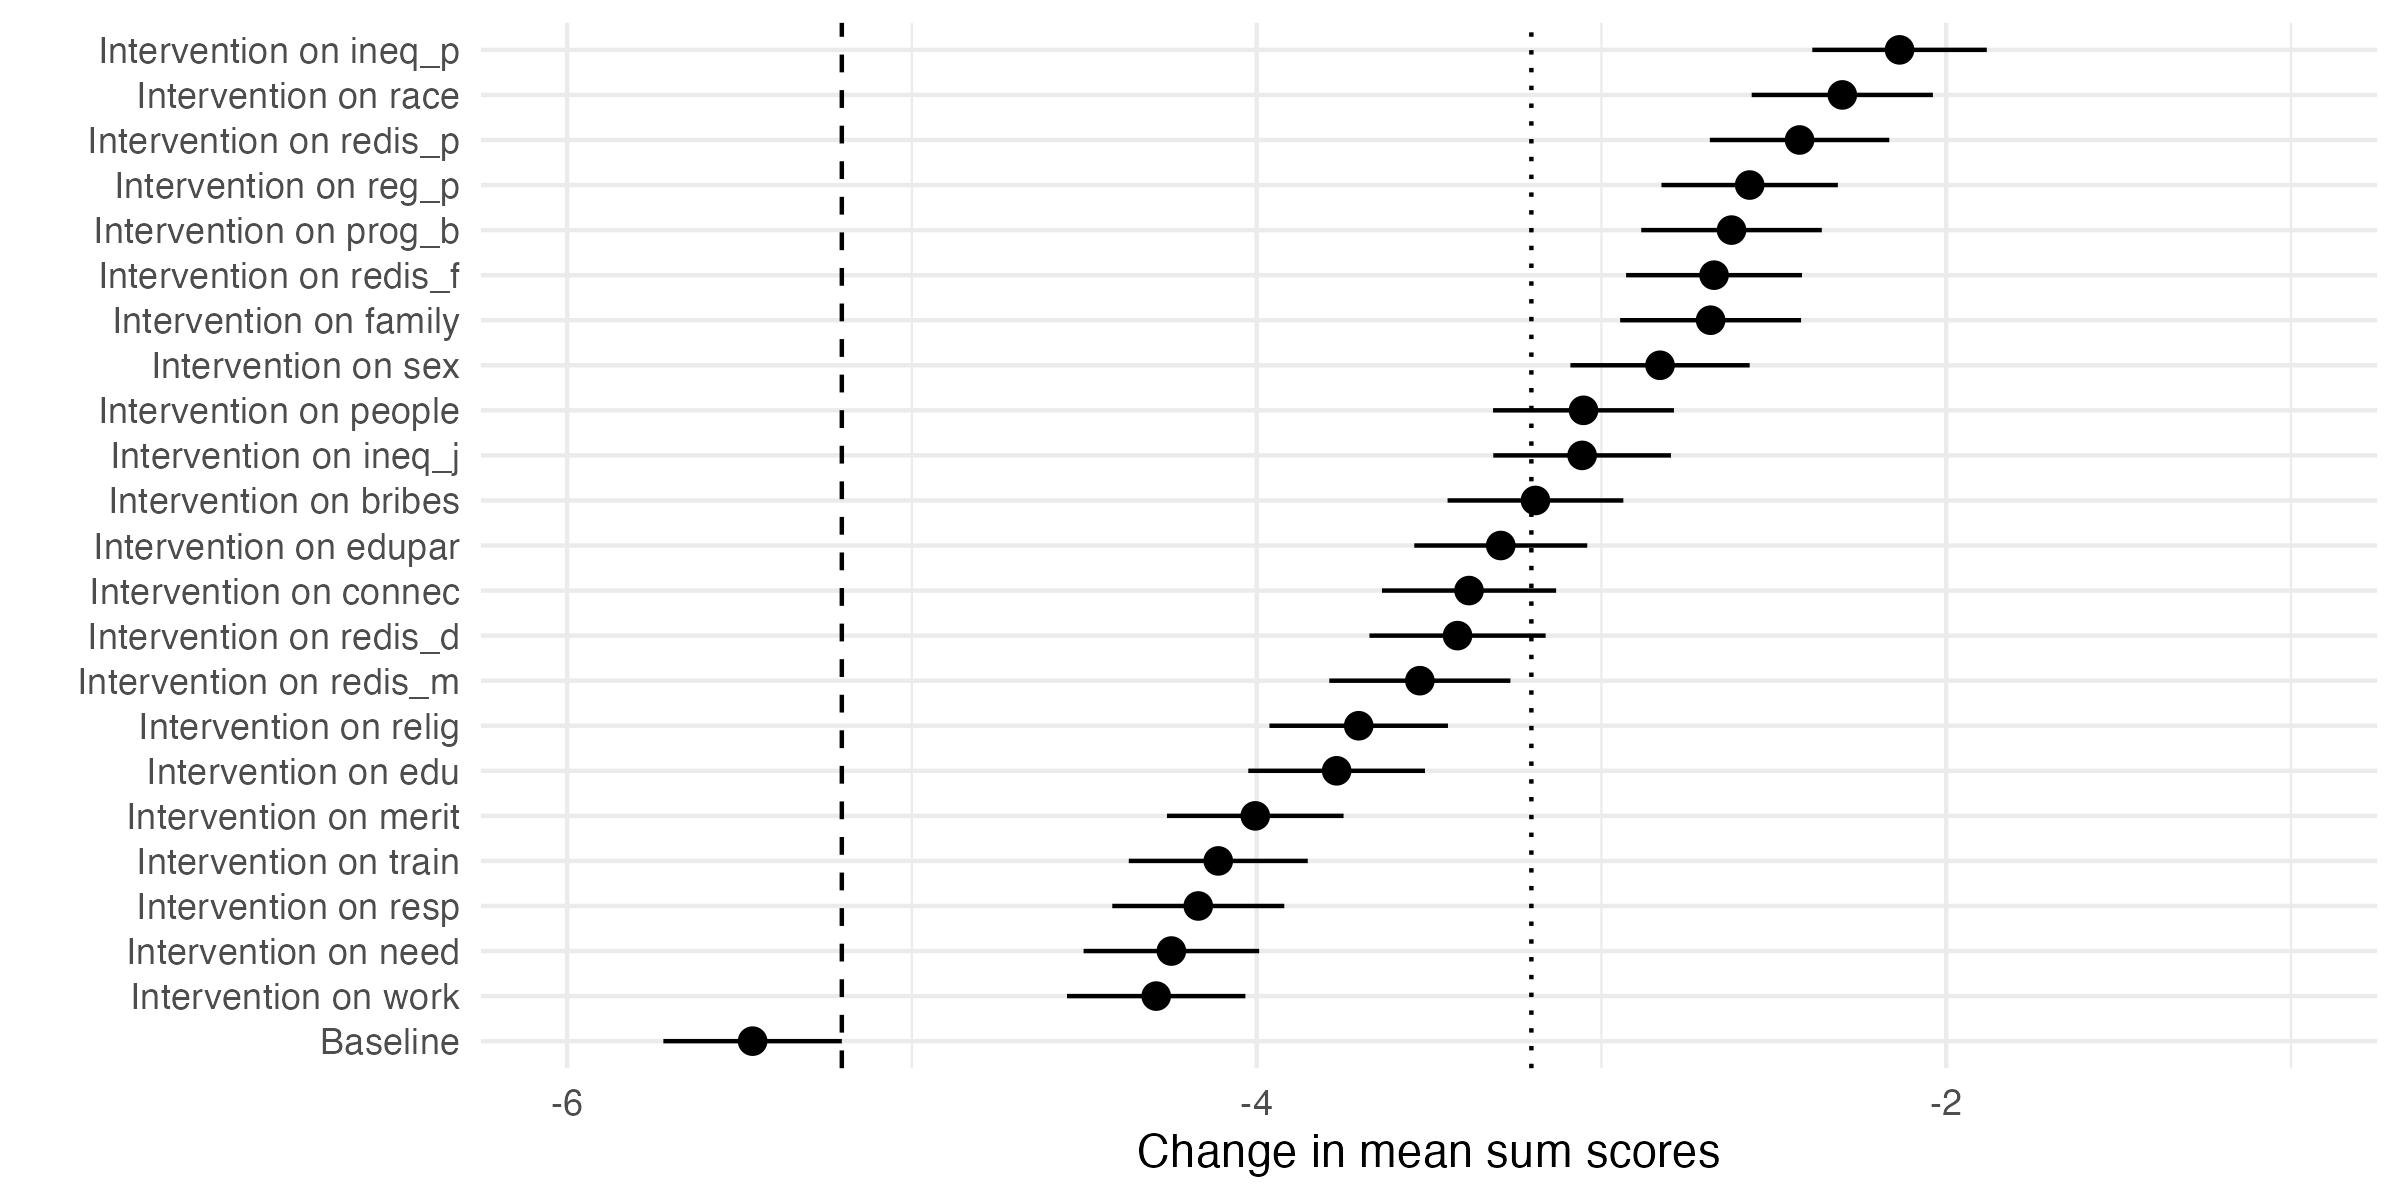 Intervention on ineq_p
Intervention on race
Intervention on redis_p
Intervention on reg_p
Intervention on prog_b
Intervention on redis_f
Intervention on family
Intervention on sex
Intervention on people
Intervention on ineq_j
Intervention on bribes
Intervention on edupar
Intervention on connec
Intervention on redis_d
Intervention on redis_m
Intervention on relig
Intervention on edu
Intervention on merit
Intervention on train
Intervention on resp
Intervention on need
Intervention on work
Baseline
-6 -4 -2
Change in mean sum scores